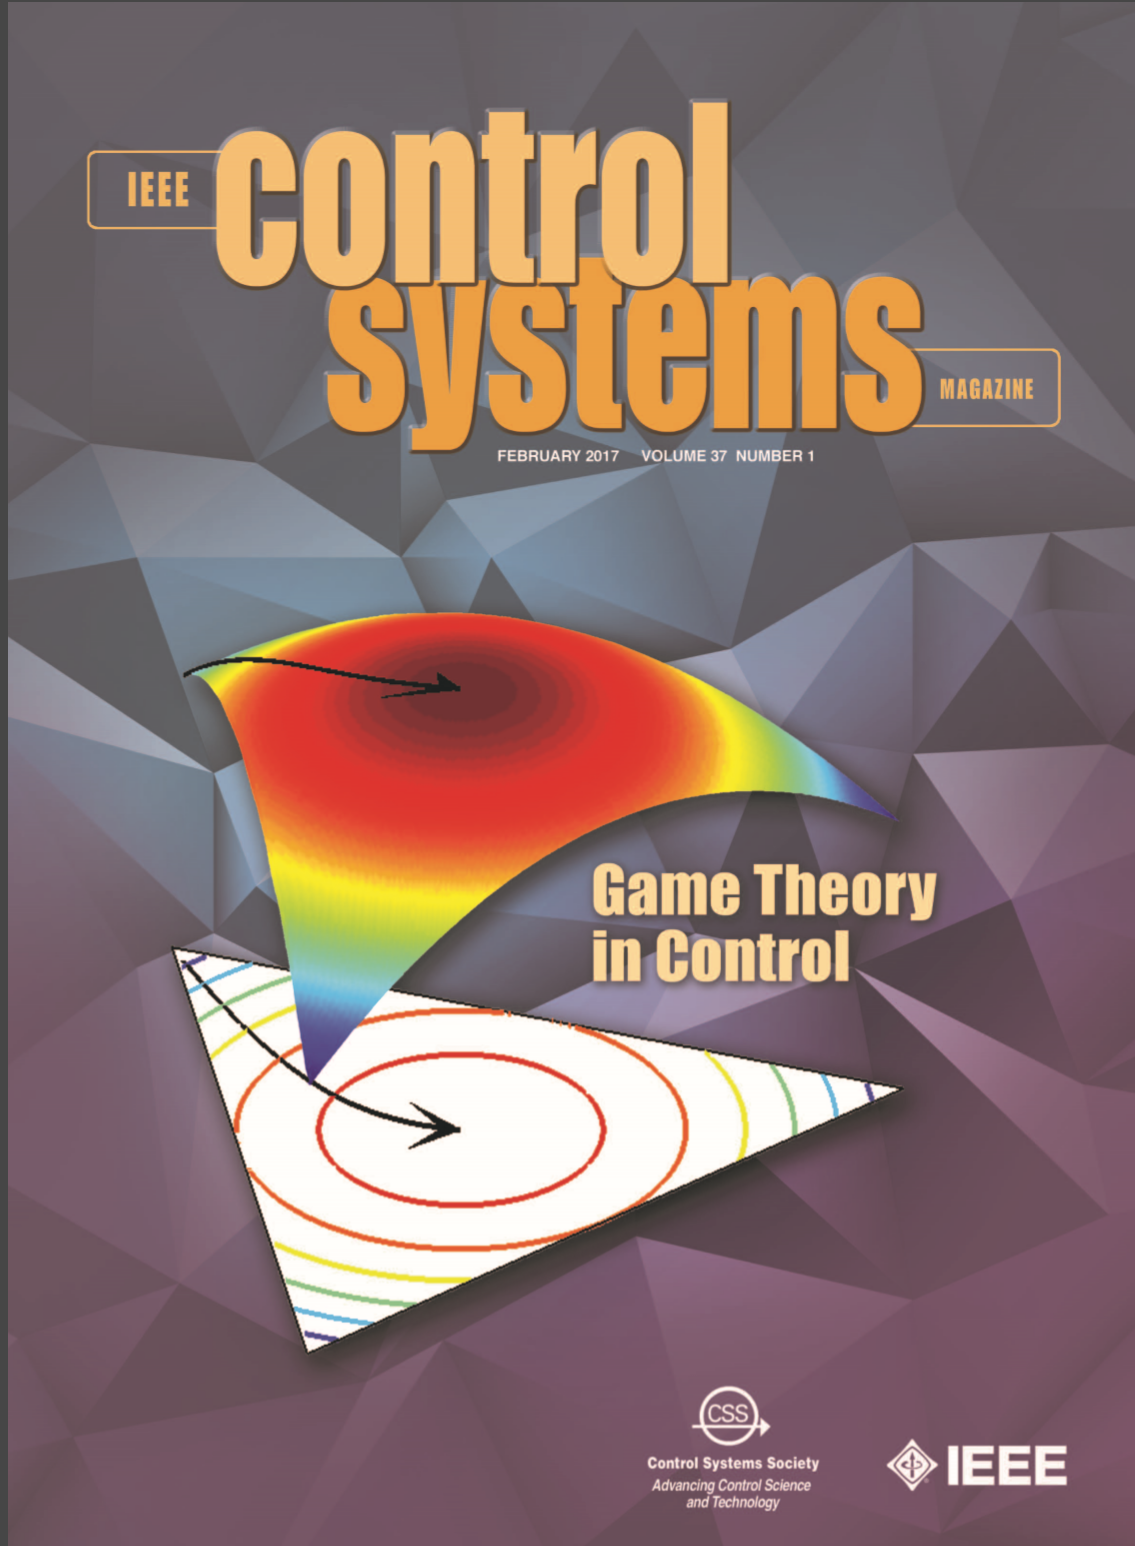 IEEE
control
systems
MAGAZINE
FEBRUARY 2017 VOLUME 37 NUMBER 1
Game Theory
in Control
CSS
Control Systems Society
Advancing Control Science
and Technology
IEEE